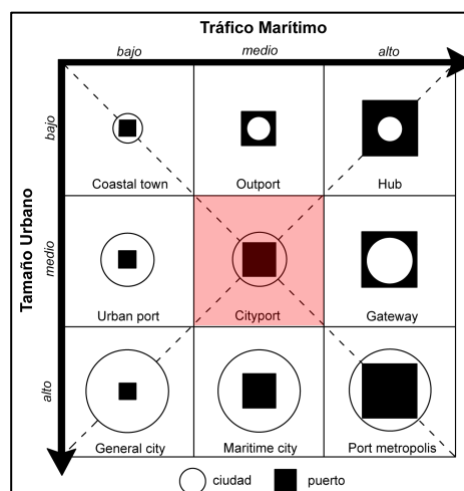 Tráfico Marítimo
bajo medio alto
Tamaño Urbano
bajo
Coastal town Outport Hub
medio
Urban port Cityport Gateway
alto
General city Maritime city Port metropolis
ciudad puerto